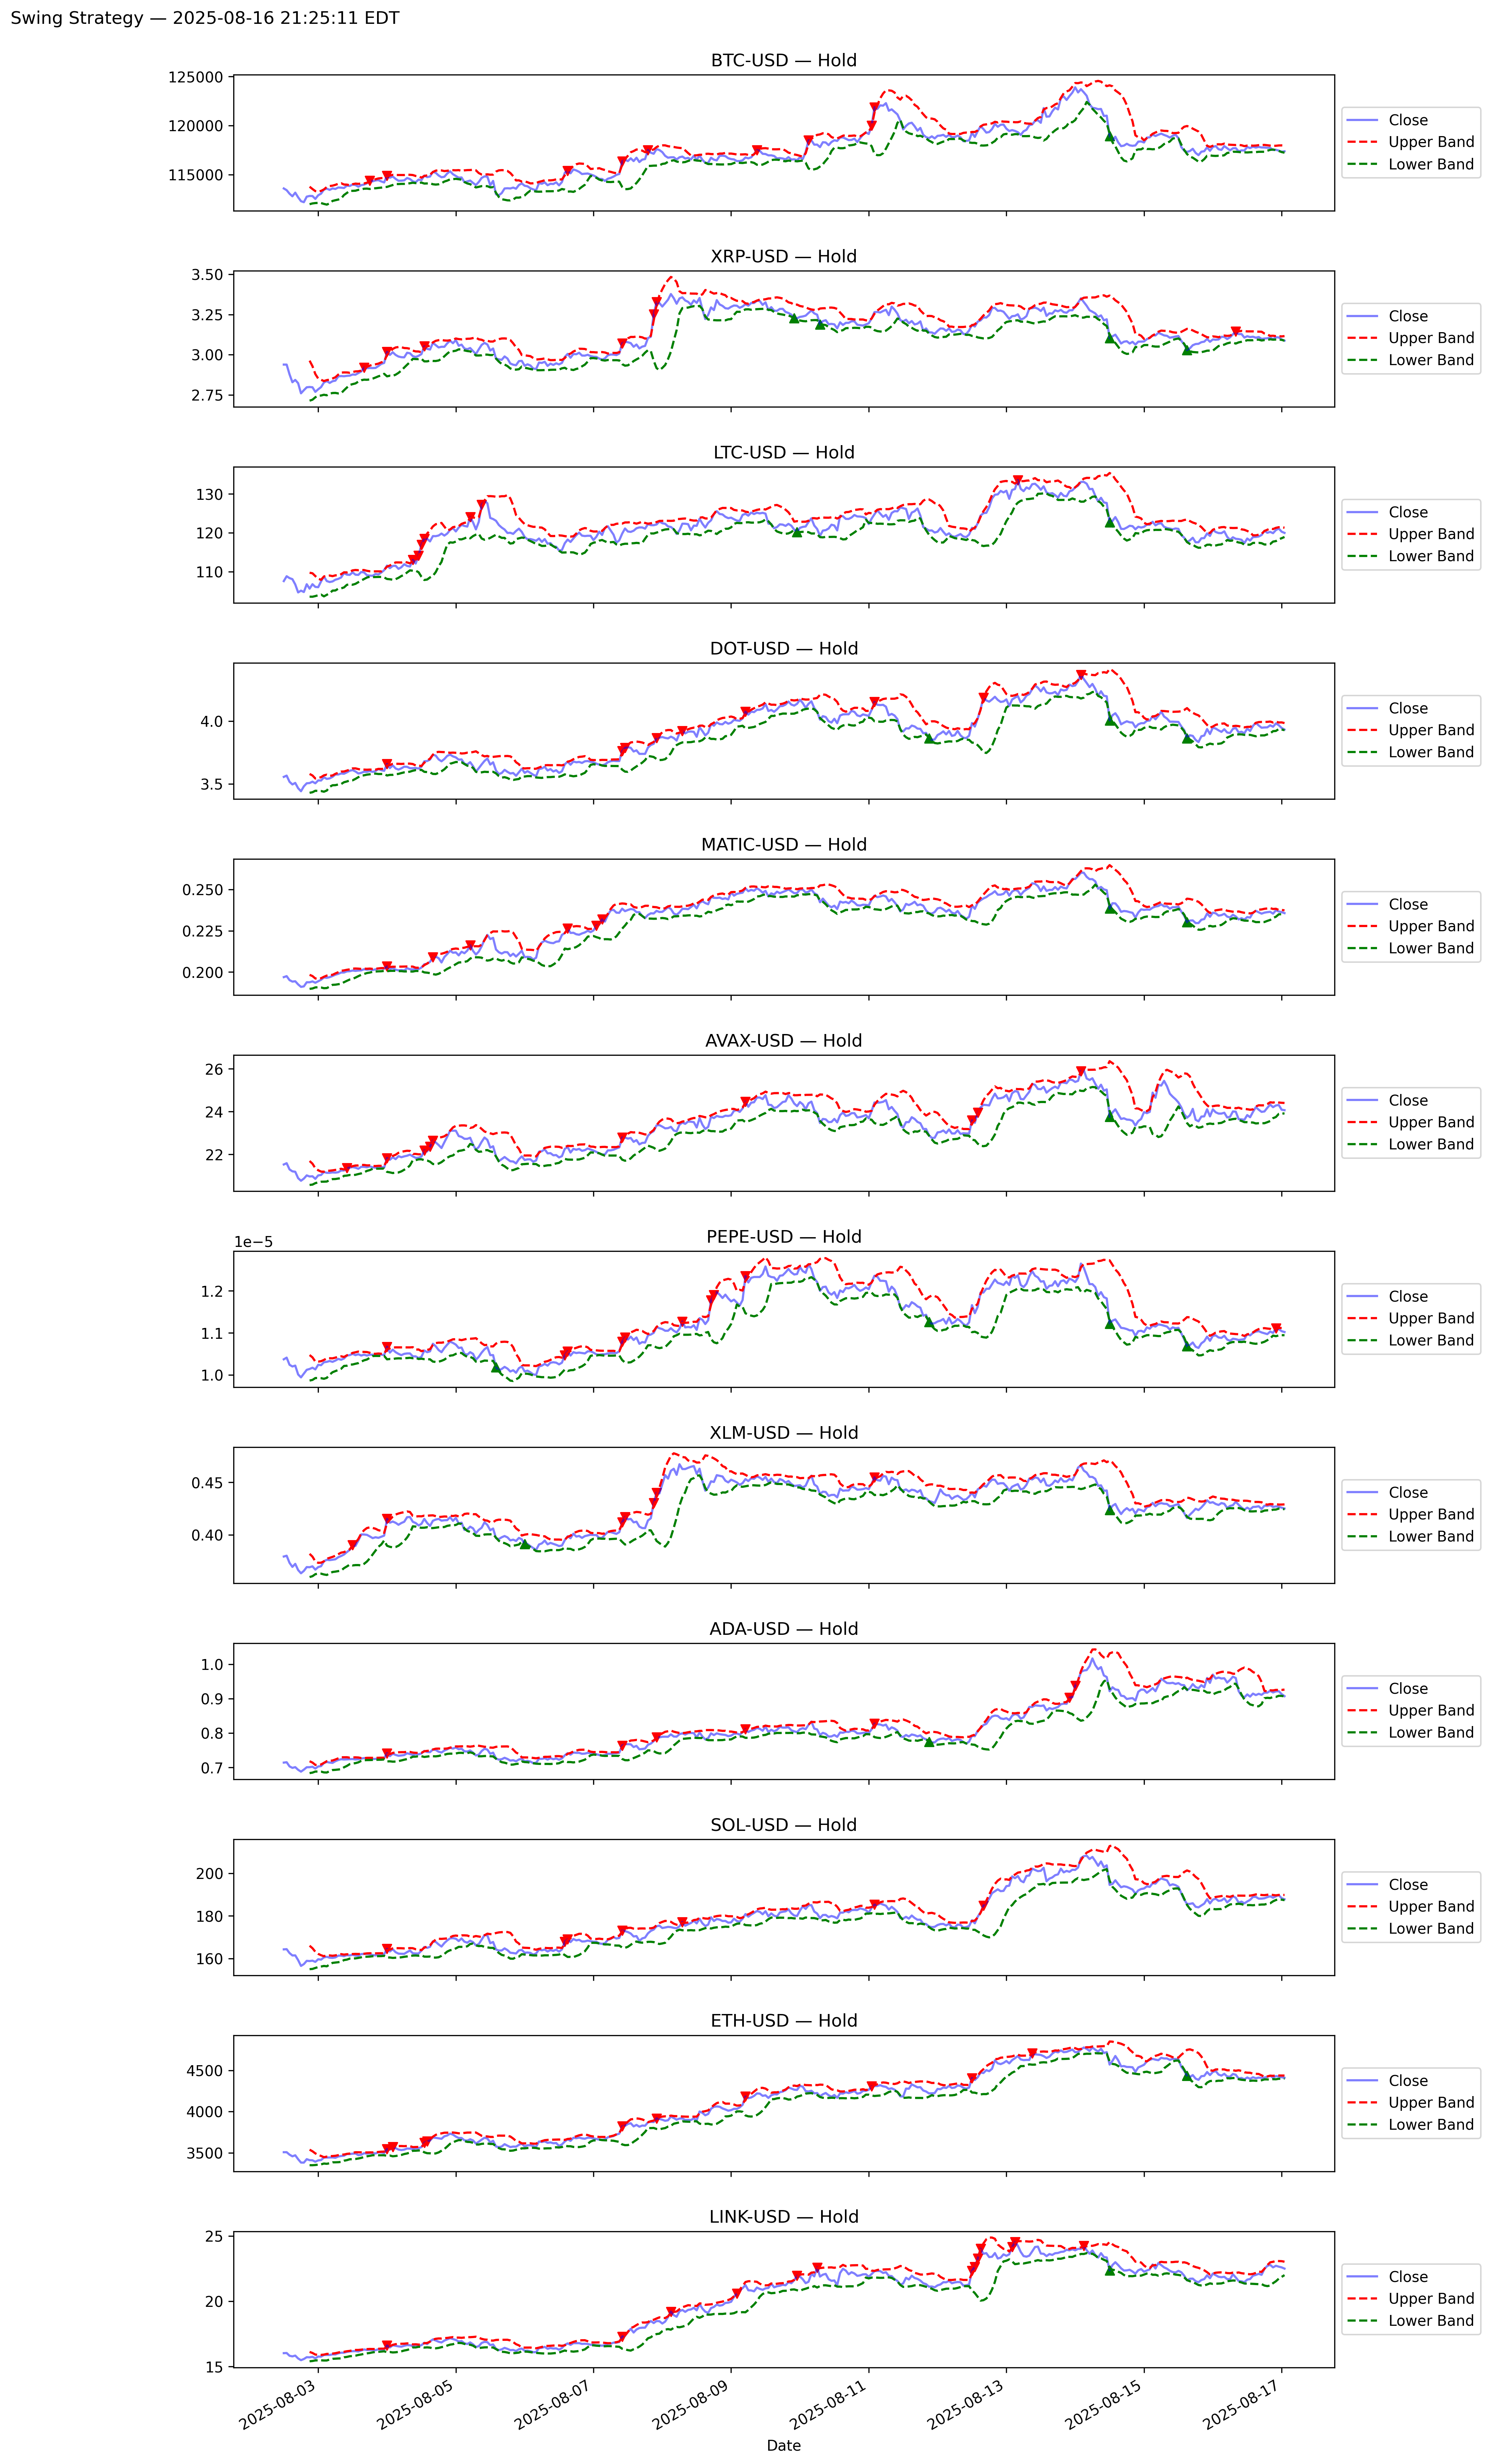 Swing Strategy — 2025-08-16 21:25:11 EDT
BTC-USD — Hold
125000
120000
115000
Close
Upper Band
Lower Band
XRP-USD — Hold
3.50
3.25
3.00
2.75
Close
Upper Band
Lower Band
LTC-USD — Hold
130
120
110
Close
Upper Band
Lower Band
DOT-USD — Hold
4.0
3.5
Close
Upper Band
Lower Band
MATIC-USD — Hold
0.250
0.225
0.200
Close
Upper Band
Lower Band
AVAX-USD — Hold
26
24
22
Close
Upper Band
Lower Band
PEPE-USD — Hold
1e−5
1.2
1.1
1.0
Close
Upper Band
Lower Band
XLM-USD — Hold
0.45
0.40
Close
Upper Band
Lower Band
ADA-USD — Hold
1.0
0.9
0.8
0.7
Close
Upper Band
Lower Band
SOL-USD — Hold
200
180
160
Close
Upper Band
Lower Band
ETH-USD — Hold
4500
4000
3500
Close
Upper Band
Lower Band
LINK-USD — Hold
25
20
15
Close
Upper Band
Lower Band
2025-08-03
2025-08-05
2025-08-07
2025-08-09
2025-08-11
2025-08-13
2025-08-15
2025-08-17
Date